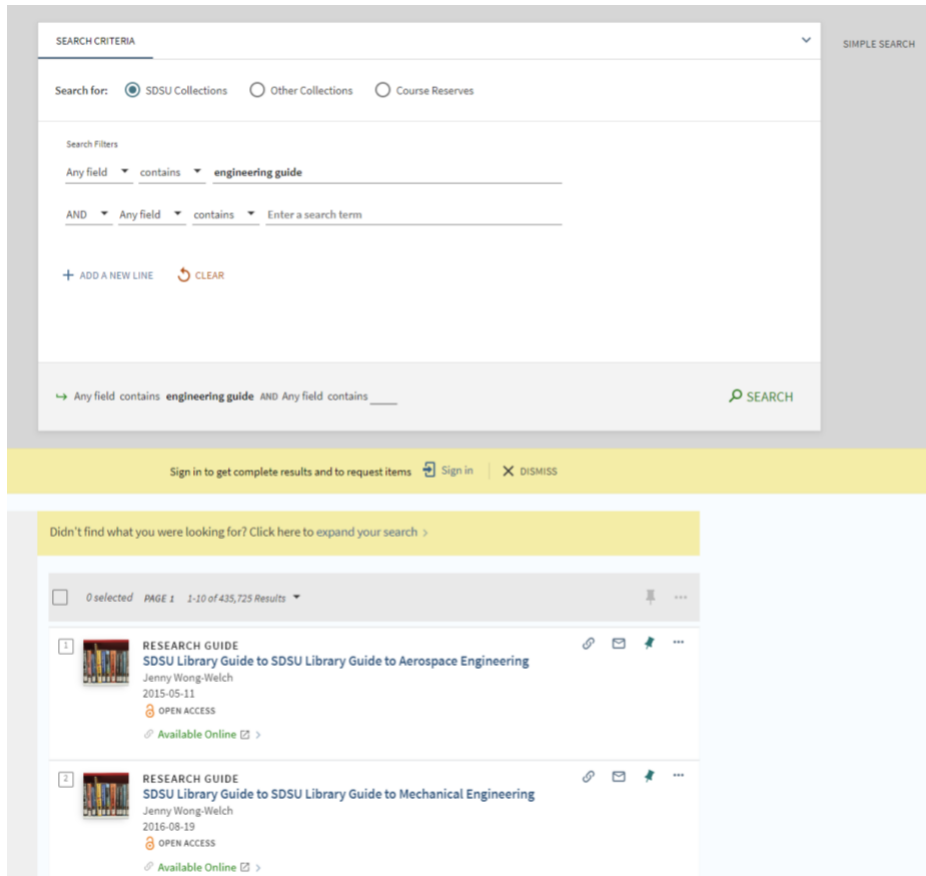 SEARCH CRITERIA
SIMPLE SEARCH
Search for: SDSU Collections Other Collections Course Reserves
Search Filters
Any field contains engineering guide
AND Any field contains Enter a search term
+ ADD A NEW LINE CLEAR
Any field contains engineering guide AND Any field contains ____
SEARCH
Sign in to get complete results and to request items Sign in DISMISS
Didn't find what you were looking for? Click here to expand your search >
0 selected PAGE 1 1-10 of 435,725 Results
1
RESEARCH GUIDE
SDSU Library Guide to SDSU Library Guide to Aerospace Engineering
Jenny Wong-Welch
2015-05-11
OPEN ACCESS
Available Online >
2
RESEARCH GUIDE
SDSU Library Guide to SDSU Library Guide to Mechanical Engineering
Jenny Wong-Welch
2016-08-19
OPEN ACCESS
Available Online >